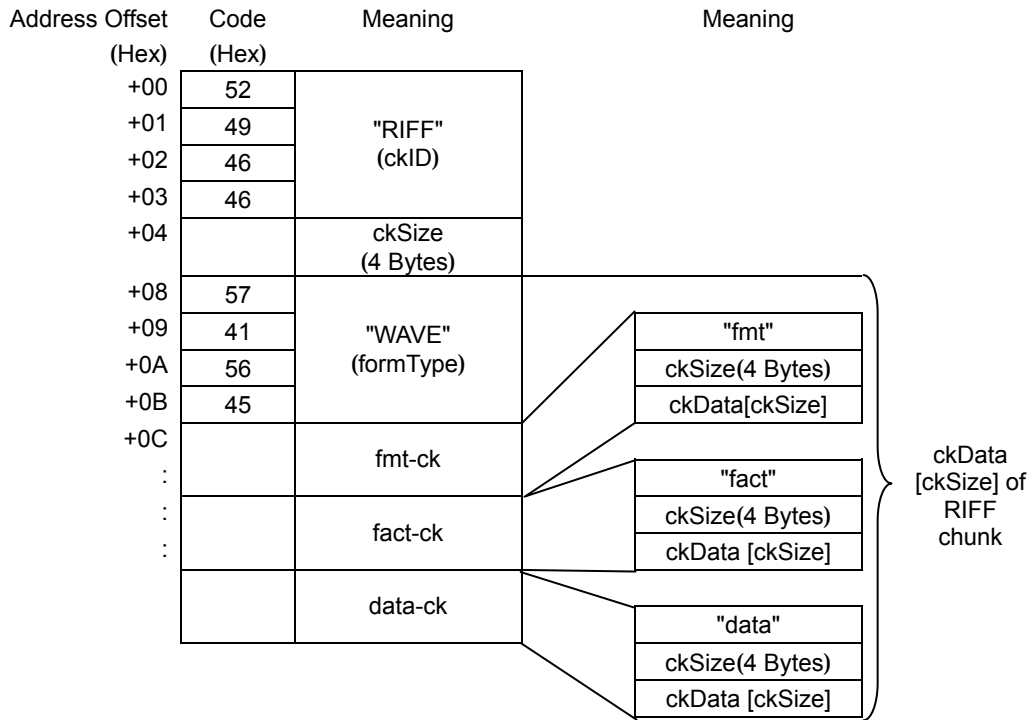 Address Offset Code Meaning Meaning
(Hex) (Hex)
+00 52
+01 49 "RIFF"
+02 46 (ckID)
+03 46
+04 ckSize
(4 Bytes)
+08 57
+09 41 "WAVE" "fmt"
+0A 56 (formType) ckSize(4 Bytes)
+0B 45 ckData[ckSize]
+0C
: fmt-ck
"fact"
: fact-ck ckSize(4 Bytes)
: ckData [ckSize]
data-ck "data"
ckSize(4 Bytes)
ckData [ckSize]
ckData
[ckSize] of
RIFF
chunk